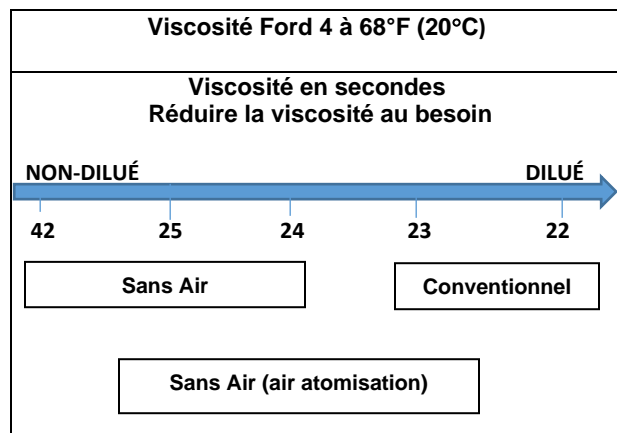 Viscosité Ford 4 à 68°F (20°C)
Viscosité en secondes
Réduire la viscosité au besoin
NON-DILUÉ DILUÉ
42 25 24 23 22
Sans Air Conventionnel
Sans Air (air atomisation)